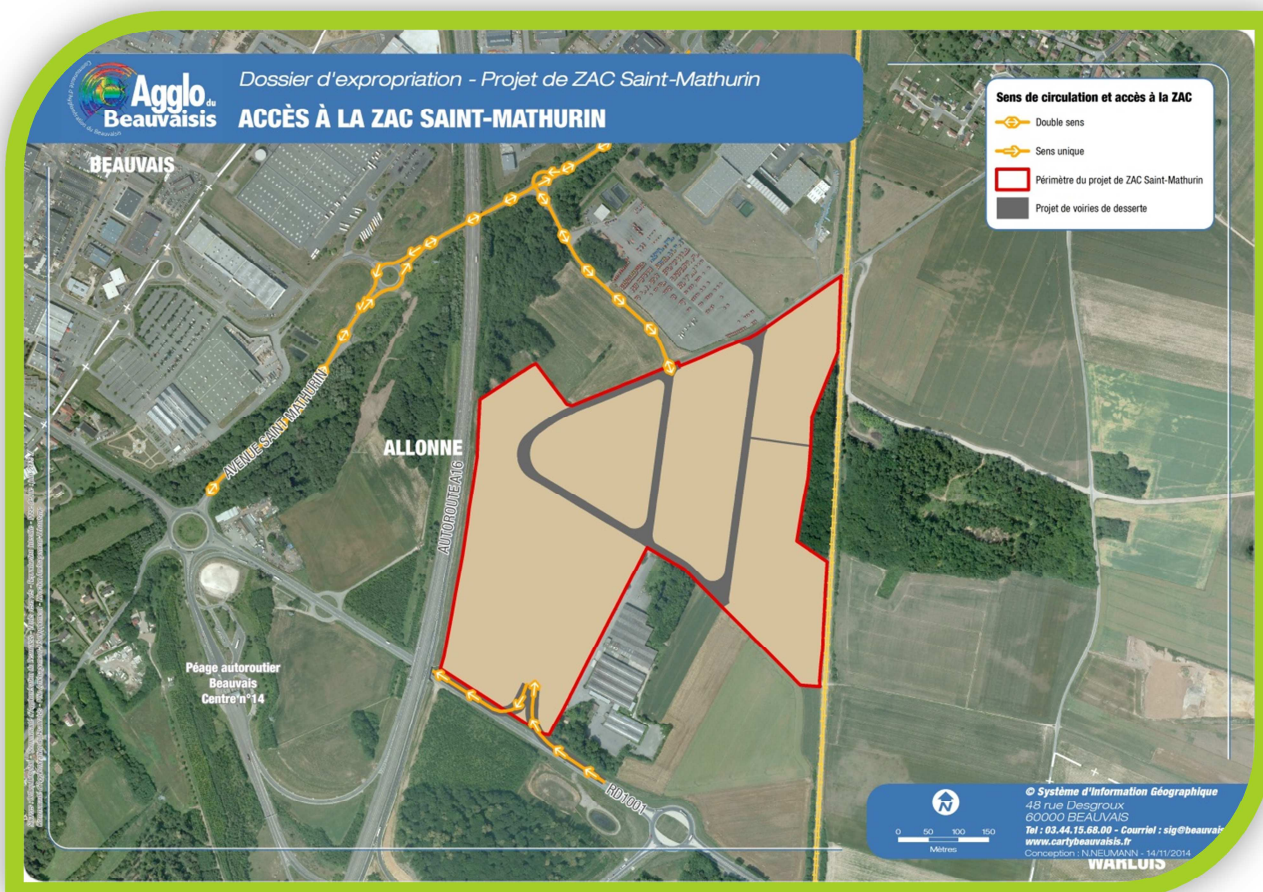 Agglo du
Beauvaisis
Communauté d'Agglomération du Beauvaisis
Dossier d'expropriation - Projet de ZAC Saint-Mathurin
ACCÈS À LA ZAC SAINT-MATHURIN
BEAUVAIS
Sens de circulation et accès à la ZAC
Double sens
Sens unique
Périmètre du projet de ZAC Saint-Mathurin
Projet de voiries de desserte
AVENUE SAINT-MATHURIN
ALLONNE
AUTOROUTE A16
Péage autoroutier
Beauvais
Centre n°14
RD1001
N
0 50 100 150
Mètres
© Système d'Information Géographique
48 rue Desgroux
60000 BEAUVAIS
Tel : 03.44.15.68.00 - Courriel : sig@beauvais
www.cartybeauvaisis.fr
Conception : N.NEUMANN - 14/11/2014
WARLUIS